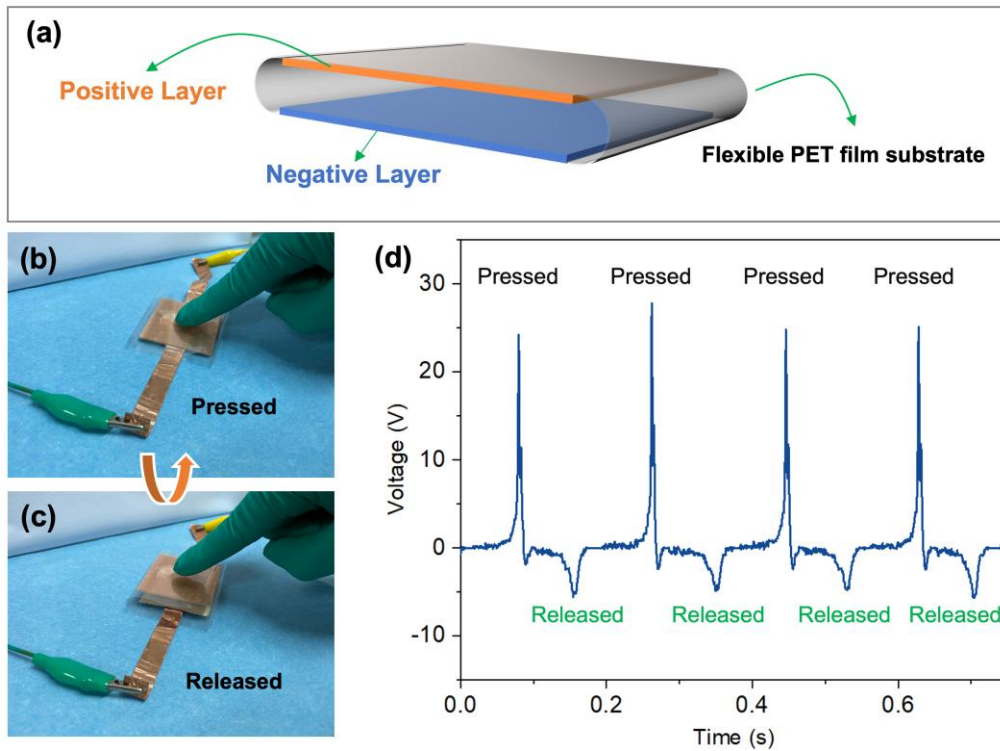 (a)
Positive Layer
Negative Layer
Flexible PET film substrate
(b)
Pressed
(c)
Released
(d)
Pressed Pressed Pressed Pressed
Released Released Released Released
30
20
10
0
-10
Voltage (V)
0.0 0.2 0.4 0.6
Time (s)